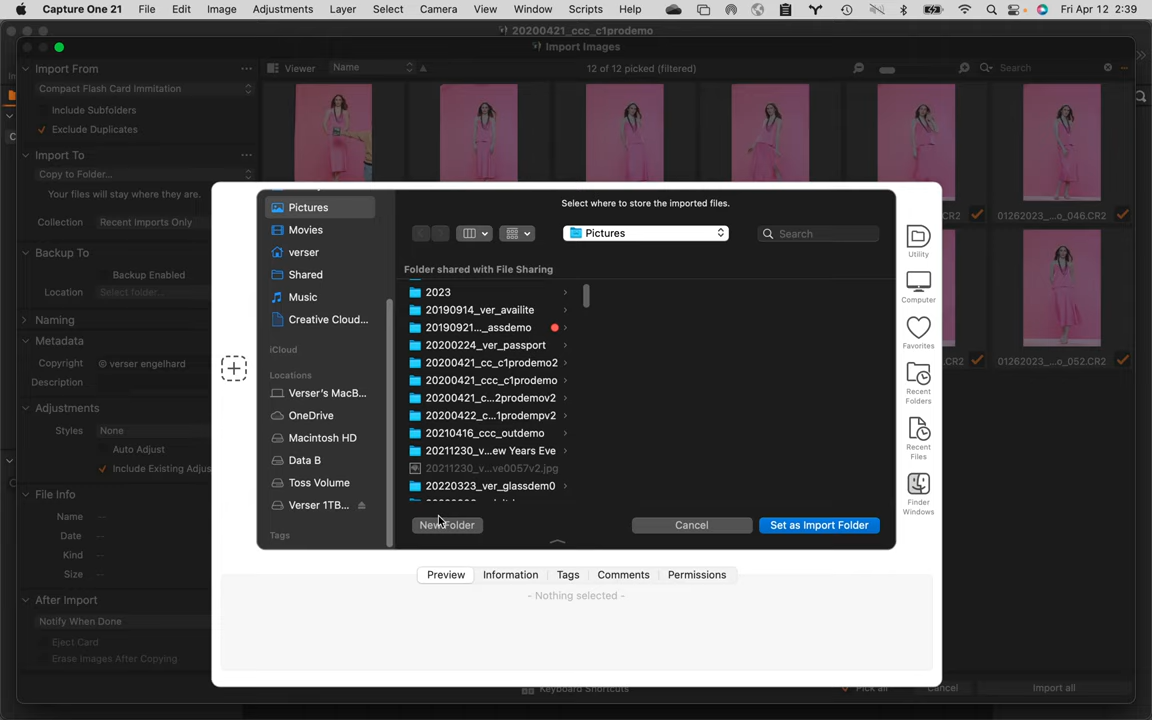 Capture One 21 File Edit Image Adjustments Layer Select Camera View Window Scripts Help Fri Apr 12 2:39
20200421_ccc_c1prodemo
Import Images
Import From
Compact Flash Card Immitation
Include Subfolders
Exclude Duplicates
Import To
Copy to Folder...
Your files will stay where they are.
Collection Recent Imports Only
Backup To
Backup Enabled
Location Select folder..
Naming
Metadata
Copyright © verser engelhard
Description
Adjustments
Styles None
Auto Adjust
Include Existing Adjus
File Info
Name --
Date --
Kind --
Size --
After Import
Notify When Done
Eject Card
Erase Images After Copying
Viewer Name 12 of 12 picked (filtered) Search
01262023_...o_046.CR2
CR2
.CR2
01262023_...o_052.CR2
Pictures
Movies
verser
Shared
Music
Creative Cloud...
iCloud
Locations
Verser's MacB...
OneDrive
Macintosh HD
Data B
Toss Volume
Verser 1TB...
Tags
Select where to store the imported files.
Pictures
Search
Folder shared with File Sharing
2023
20190914_ver_availite
20190921..._assdemo
20200224_ver_passport
20200421_cc_c1prodemo2
20200421_ccc_c1prodemo
20200421_c...2prodemov2
20200422_c...1prodempv2
20210416_ccc_outdemo
20211230_v...ew Years Eve
20211230_v...ve0057v2.jpg
20220323_ver_glassdem0
New Folder Cancel Set as Import Folder
Utility
Computer
Favorites
Recent
Folders
Recent
Files
Finder
Windows
Preview Information Tags Comments Permissions
- Nothing selected -
Keyboard Shortcuts Pick all Cancel Import all